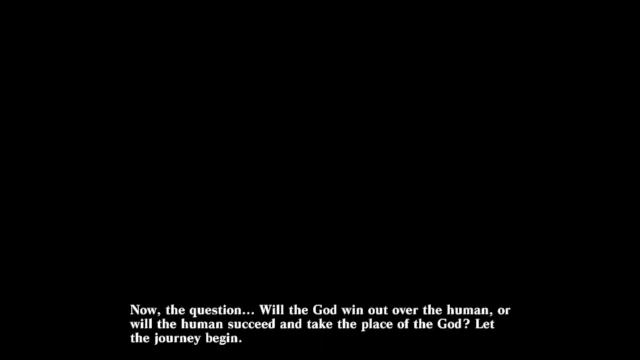 Now, the question... Will the God win out over the human, or
will the human succeed and take the place of the God? Let
the journey begin.